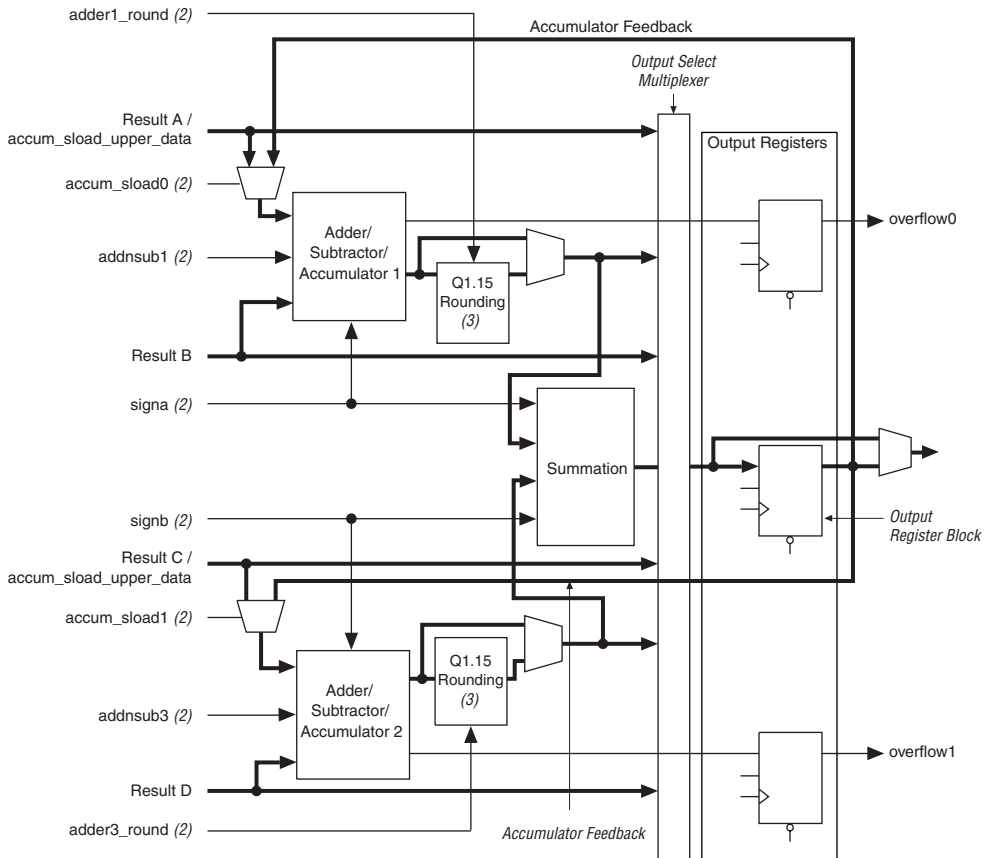 adder1_round (2)
Accumulator Feedback
Output Select
Multiplexer
Result A /
accum_sload_upper_data
Output Registers
accum_sload0 (2)
overflow0
Adder/
Subtractor/
Accumulator 1
addnsub1 (2)
Q1.15
Rounding
(3)
Result B
signa (2)
Summation
signb (2)
Output
Register Block
Result C /
accum_sload_upper_data
accum_sload1 (2)
Q1.15
Rounding
(3)
Adder/
Subtractor/
Accumulator 2
addnsub3 (2)
overflow1
Result D
adder3_round (2)
Accumulator Feedback